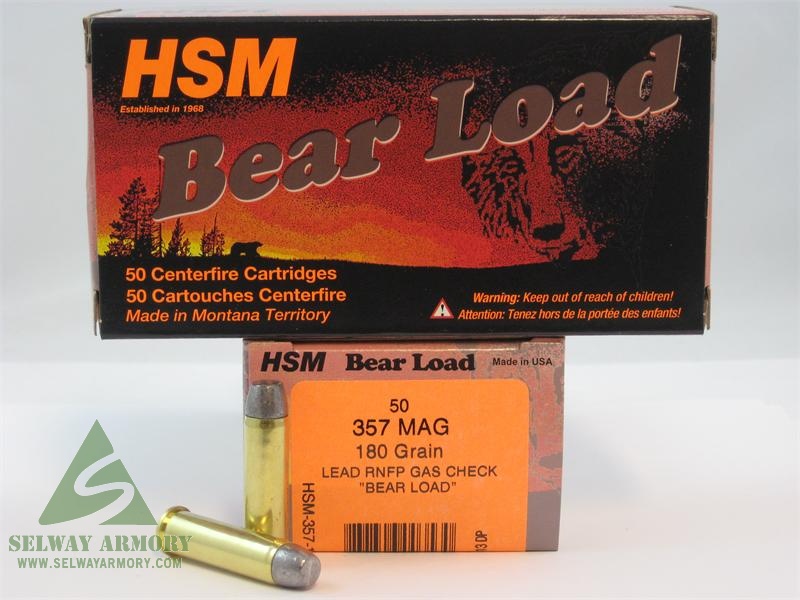 HSM
Established in 1968
Bear Load
50 Centerfire Cartridges
50 Cartouches Centerfire
Made in Montana Territory
Warning: Keep out of reach of children!
Attention: Tenez hors de la portée des enfants!
HSM Bear Load Made in USA
50
357 MAG
180 Grain
LEAD RNFP GAS CHECK
"BEAR LOAD"
HSM-357-
SELWAY ARMORY
WWW.SELWAYARMORY.COM